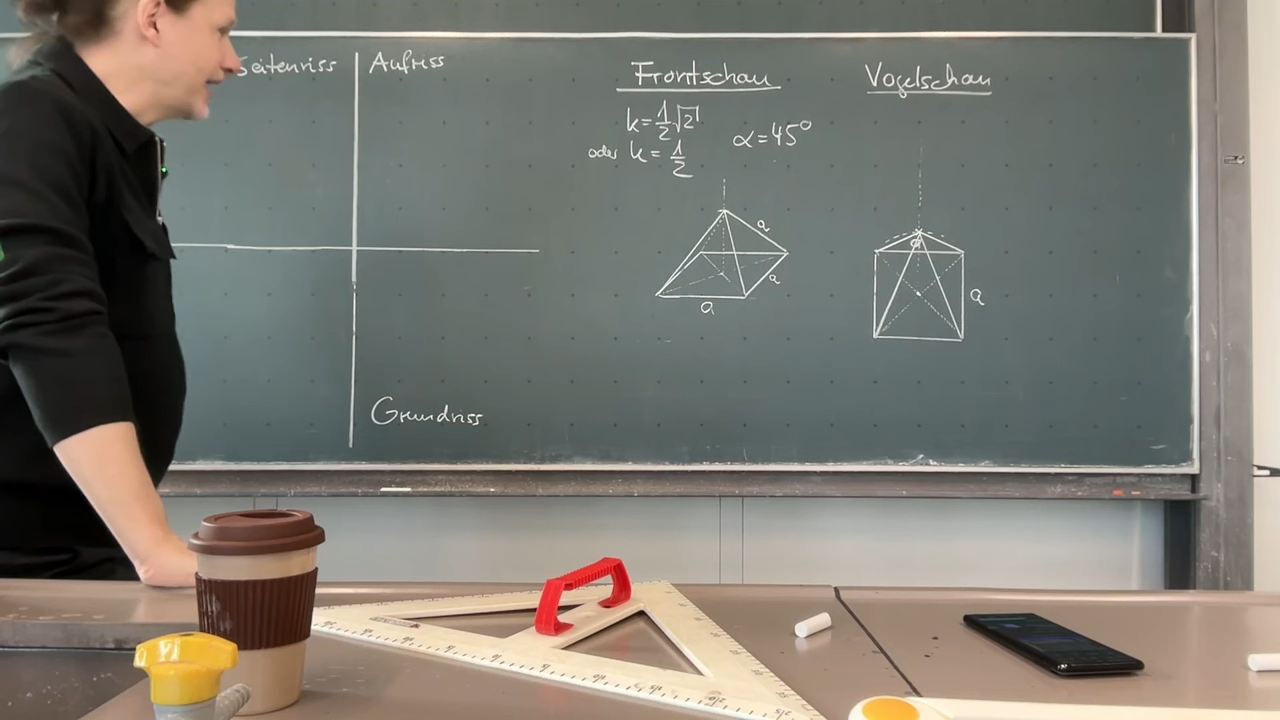 Seitenriss
Aufriss
Grundriss
Frontschau
k=1/2√2
oder k=1/2
α=45°
a
a
a
Vogelschau
a
a